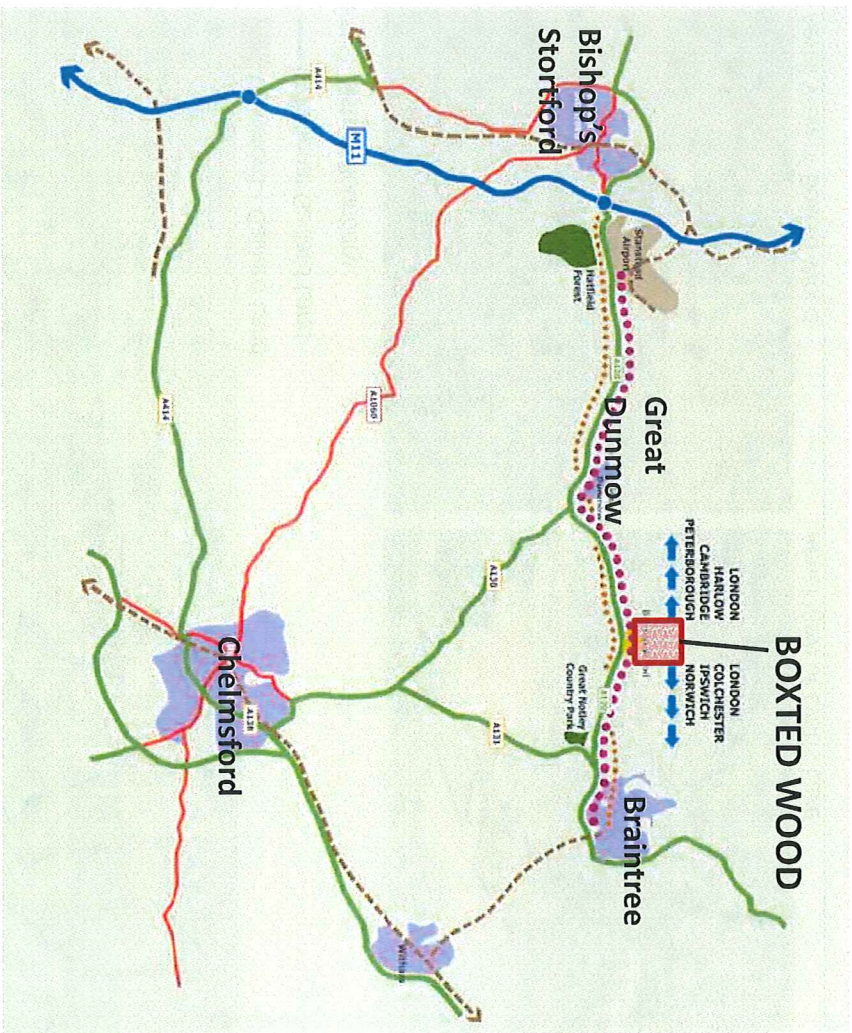 BOXTED WOOD
LONDON
HARLOW
CAMBRIDGE
PETERBOROUGH
LONDON
COLCHESTER
IPSWICH
NORWICH
Bishop's
Stortford
Stansted
Airport
Hatfield
Forest
A120
Great
Dunmow
Great Notley
Country Park
Braintree
A414
M11
A1060
A130
A131
A414
Chelmsford
Witham